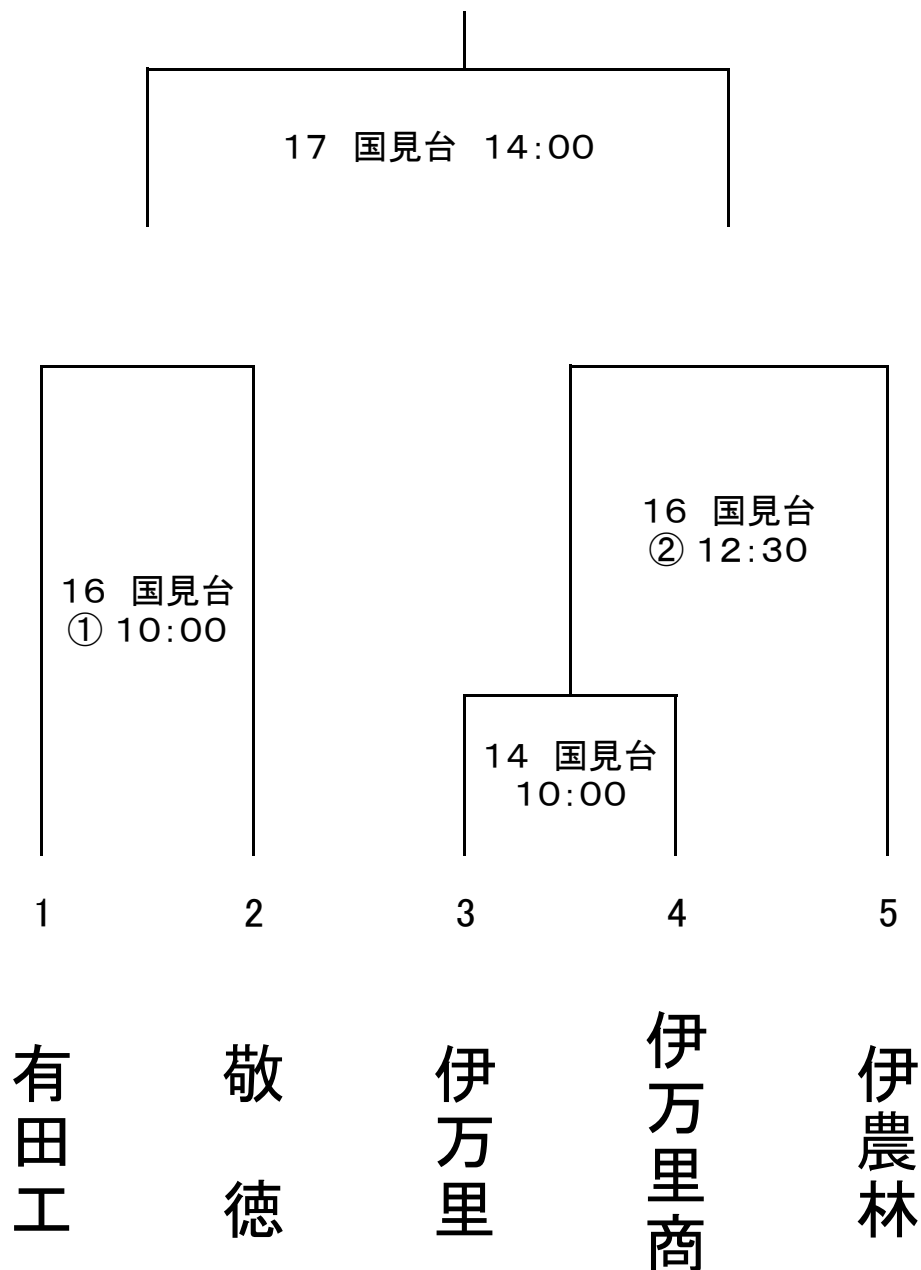 17 国見台 14:00
16 国見台
② 12:30
16 国見台
① 10:00
14 国見台
10:00
1 2 3 4 5
有田工
敬 徳
伊万里
伊万里商
伊農林